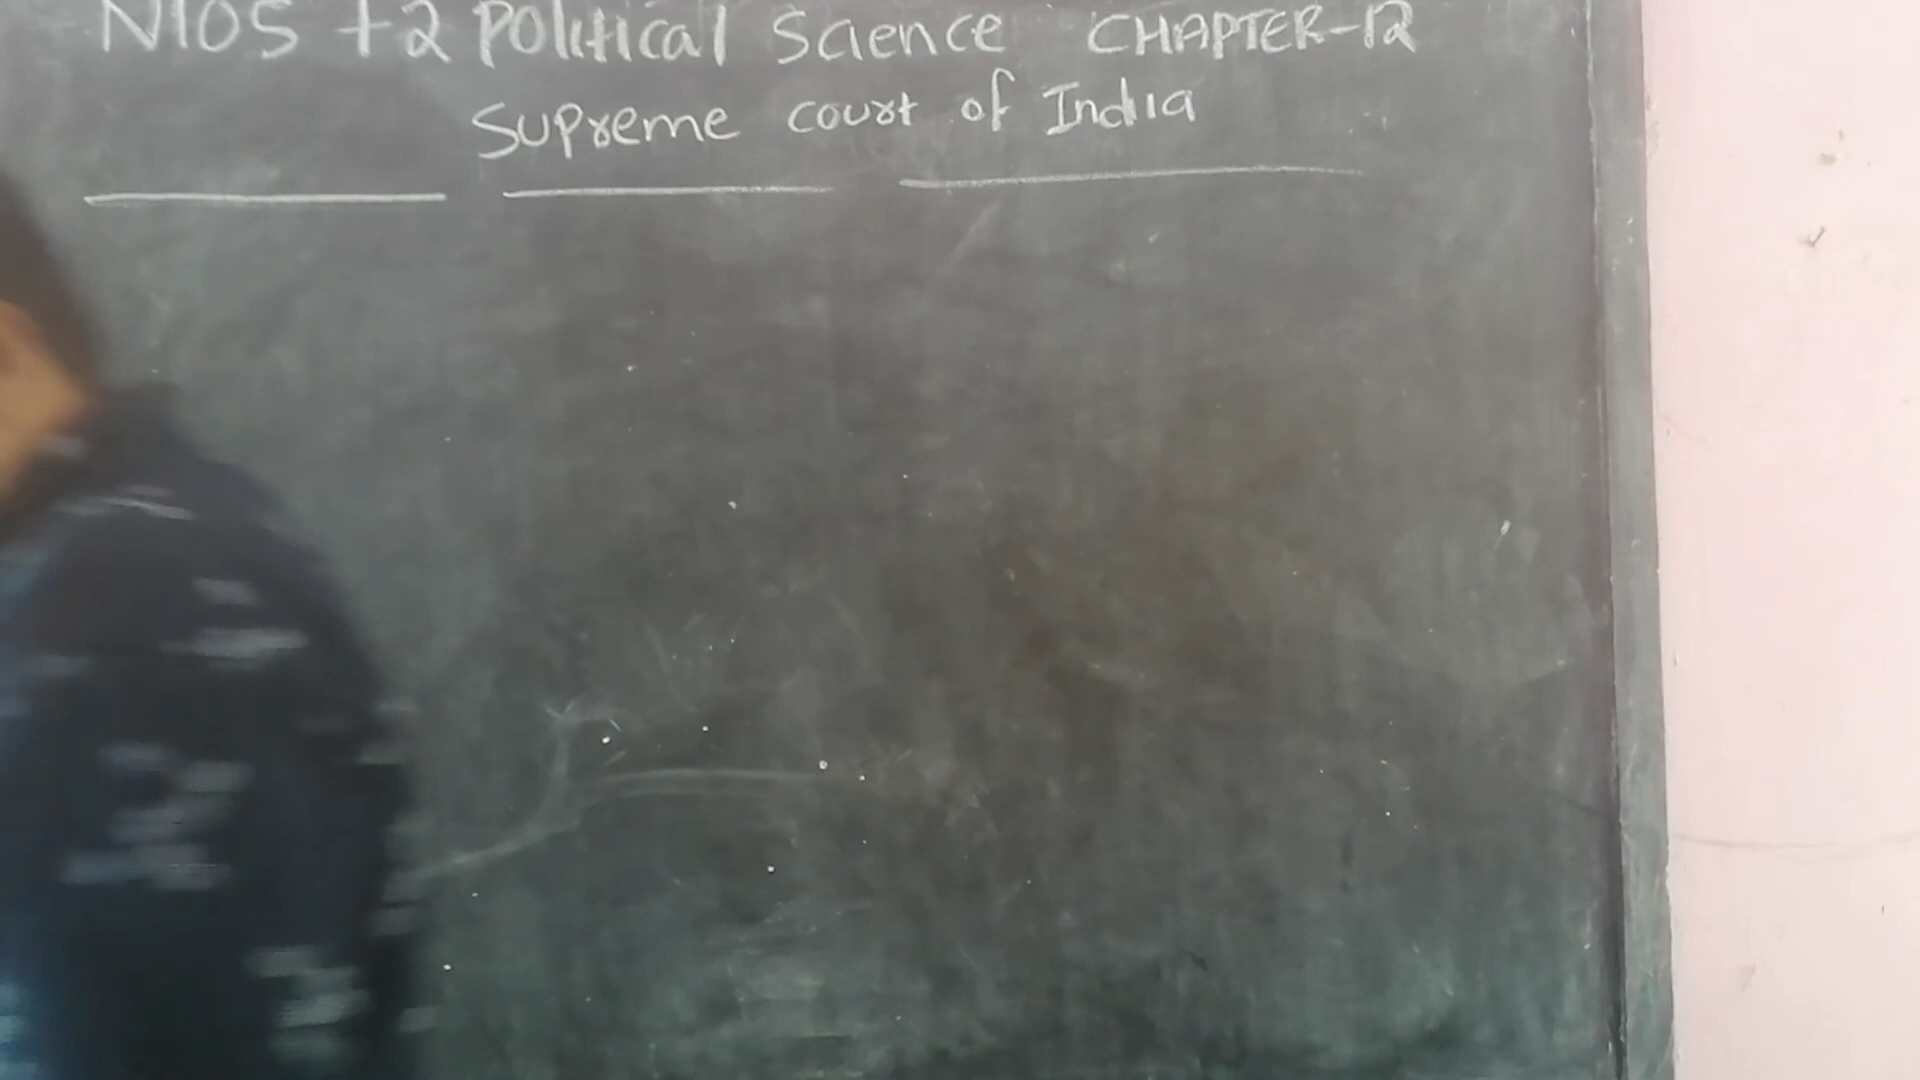 NIOS +2 Political Science CHAPTER-12
Supreme court of India